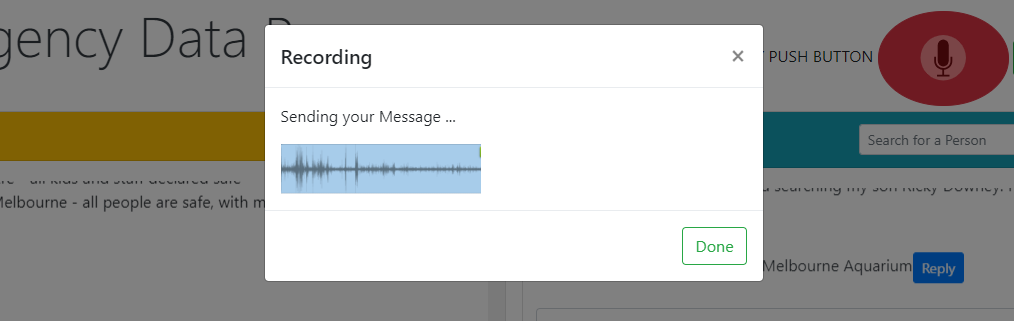 gency Data P
Recording
×
PUSH BUTTON
Sending your Message ...
Search for a Person
re - all kids and staff declared safe
Melbourne - all people are safe, with m
d searching my son Ricky Downey!
Done
Melbourne Aquarium
Reply